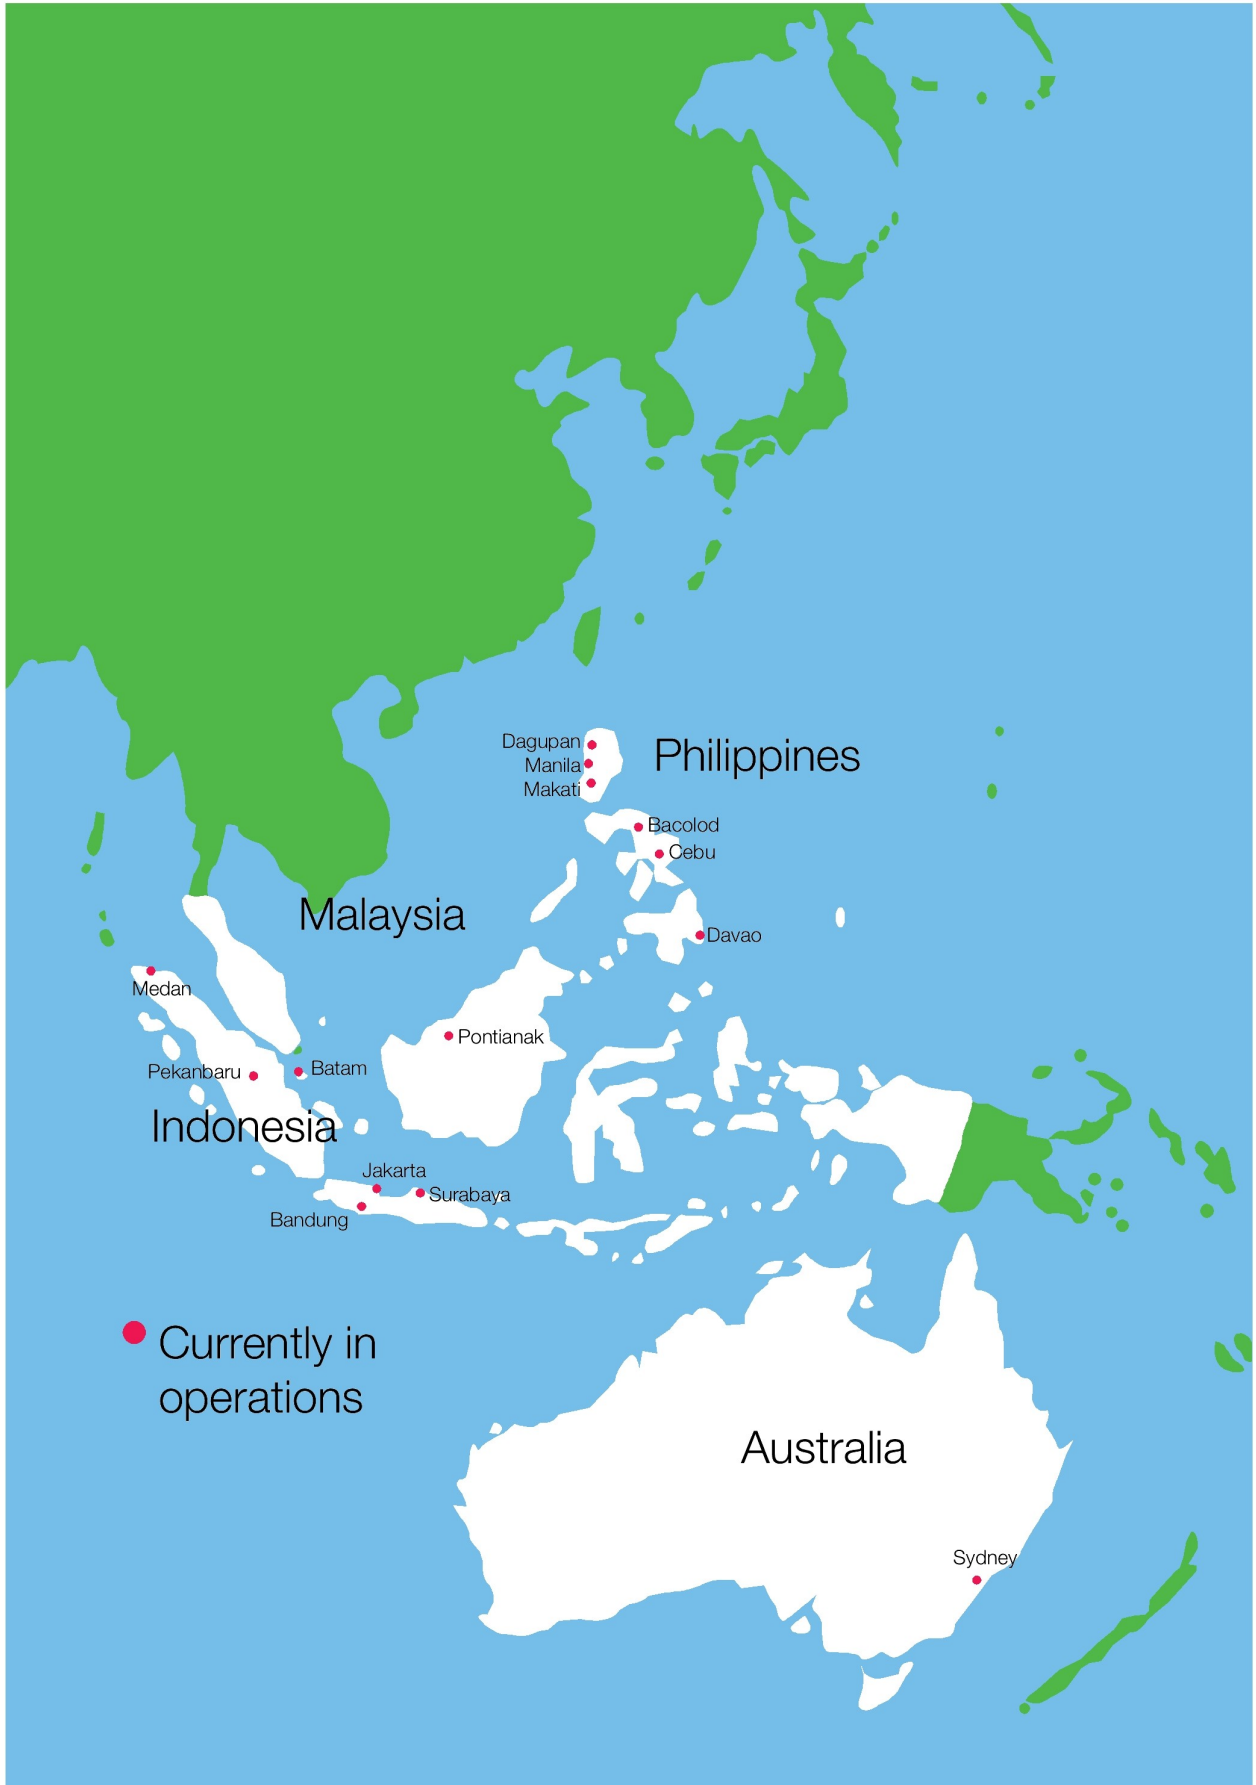 Dagupan
Manila
Makati
Philippines
Bacolod
Cebu
Malaysia
Davao
Medan
Pontianak
Pekanbaru
Batam
Indonesia
Jakarta
Surabaya
Bandung
Currently in
operations
Australia
Sydney